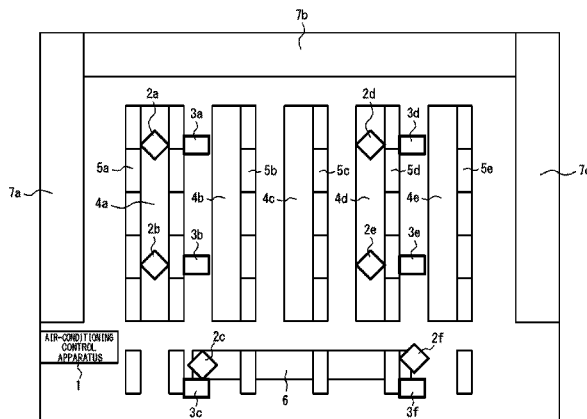 7b
2a
3a
2d
3d
5a
5b
5c
5d
5e
7a
4a
4b
4c
4d
4e
2b
3b
2e
3e
AIR-CONDITIONING
CONTROL
APPARATUS
1
2c
2f
3c
6
3f